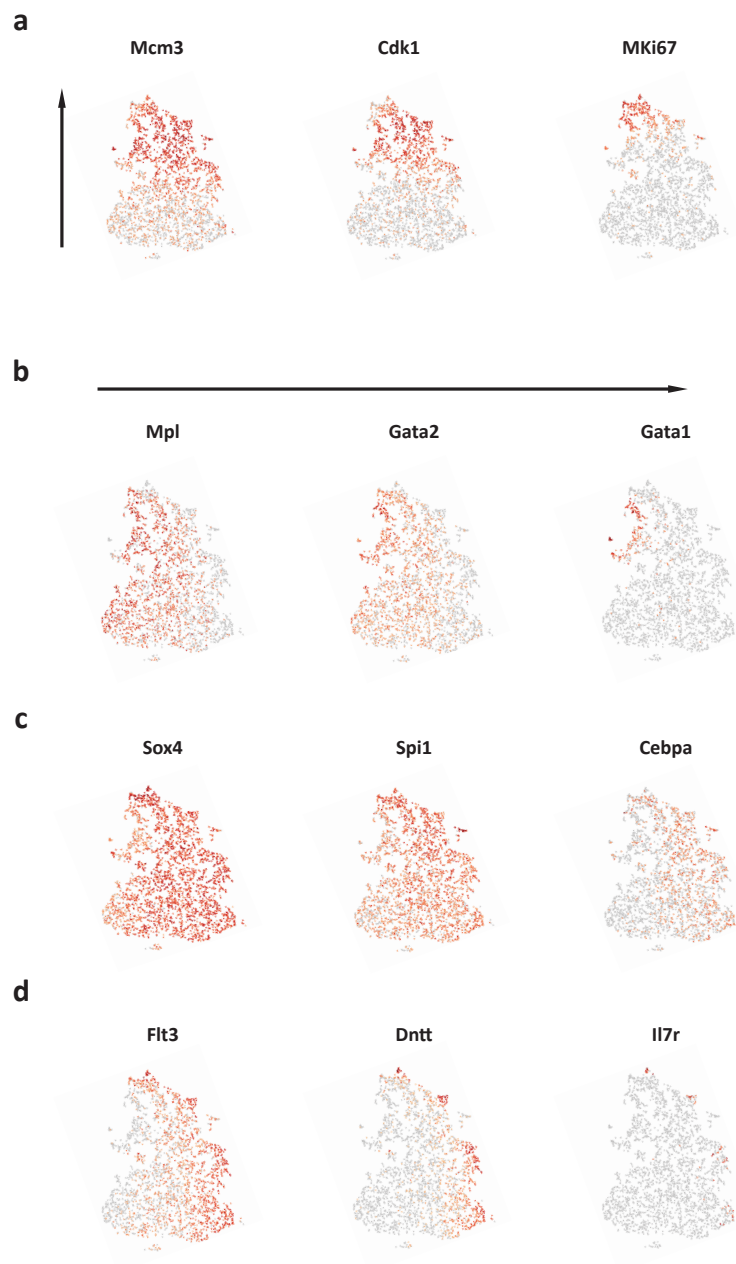 a
Mcm3 Cdk1 MKi67
b
Mpl Gata2 Gata1
c
Sox4 Spi1 Cebpa
d
Flt3 Dntt Il7r